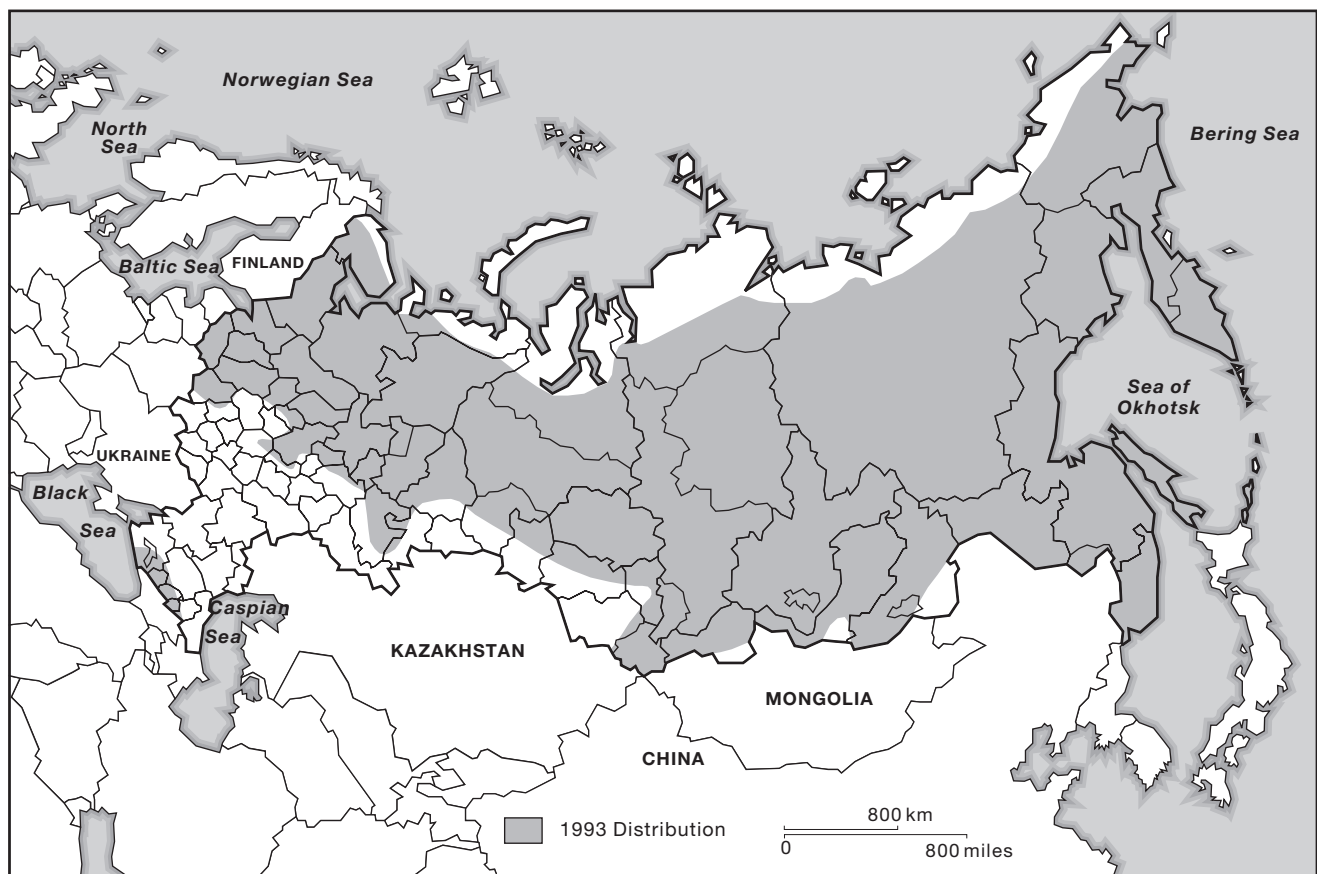 Norwegian Sea
North
Sea
Bering Sea
Baltic Sea
FINLAND
Sea of
Okhotsk
UKRAINE
Black
Sea
Caspian
Sea
KAZAKHSTAN
MONGOLIA
CHINA
1993 Distribution
800 km
0
800 miles